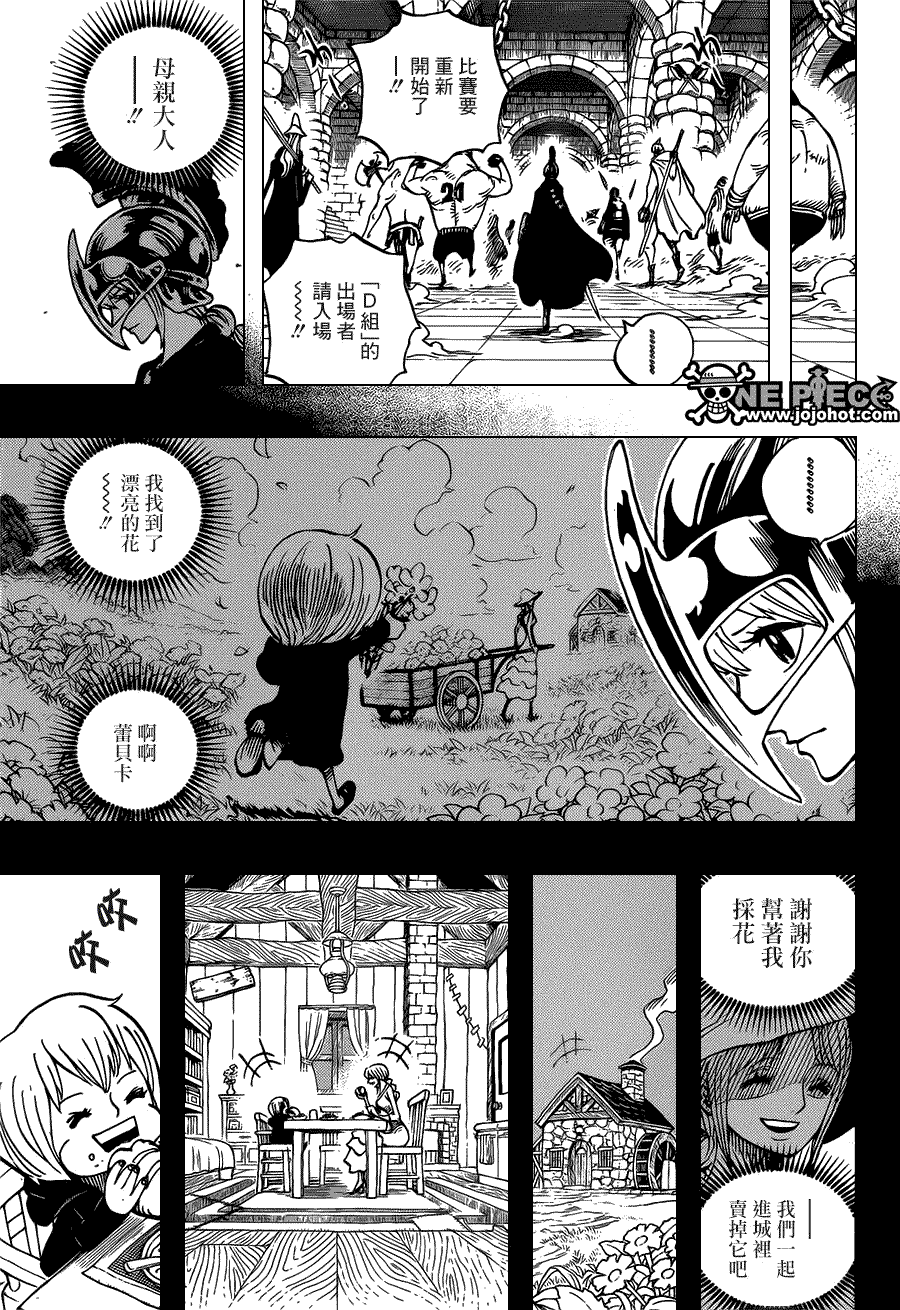 比賽要
重新
開始了
——!!
「D組」的
出場者
請入場
~~~~!!
…………
母親大人
——!!
24
ONE PIECE
www.jojohot.com
…………
我找到了
漂亮的花
~~~~!!
啊啊
蕾貝卡
謝謝你
幫著我
採花
——
我們一起
進城裡
賣掉它吧
咔
咔